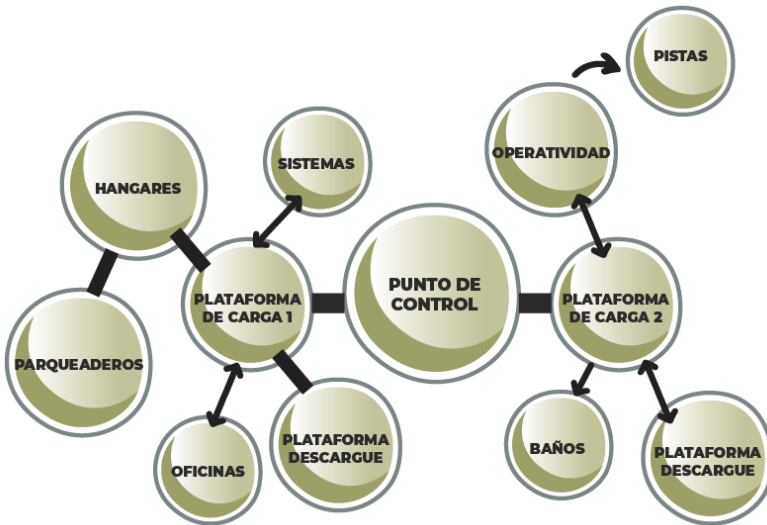 PISTAS
OPERATIVIDAD
SISTEMAS
HANGARES
PUNTO DE
CONTROL
PLATAFORMA
DE CARGA 1
PLATAFORMA
DE CARGA 2
PARQUEADEROS
PLATAFORMA
DESCARGUE
OFICINAS
BAÑOS
PLATAFORMA
DESCARGUE